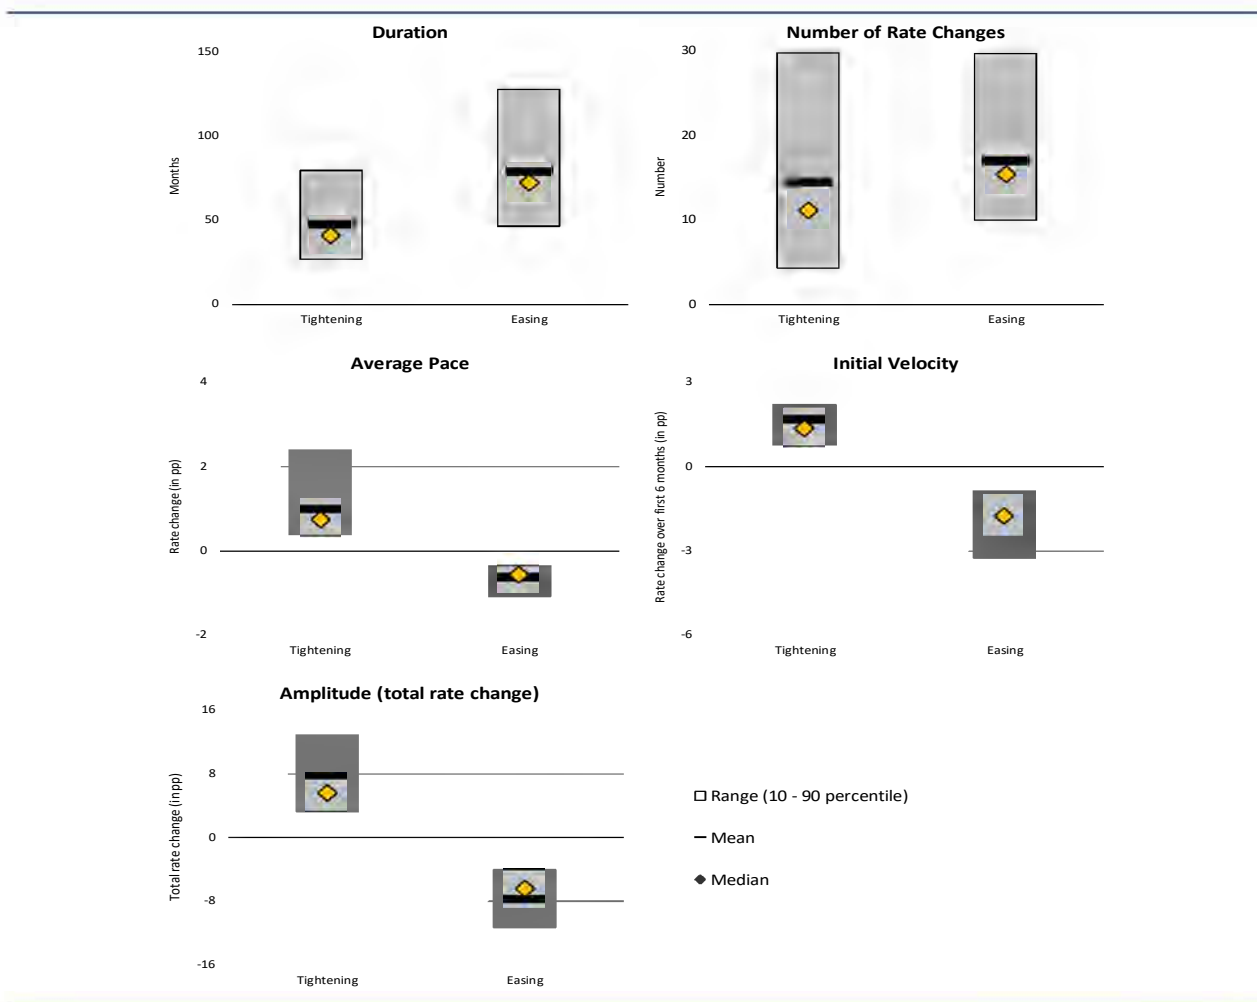 Duration
150
100
50
0
Months
Tightening
Easing
Number of Rate Changes
30
20
10
0
Number
Tightening
Easing
Average Pace
4
2
0
-2
Rate change (in pp)
Tightening
Easing
Initial Velocity
3
0
-3
-6
Rate change over first 6 months (in pp)
Tightening
Easing
Amplitude (total rate change)
16
8
0
-8
-16
Total rate change (in pp)
Tightening
Easing
Range (10 - 90 percentile)
Mean
Median